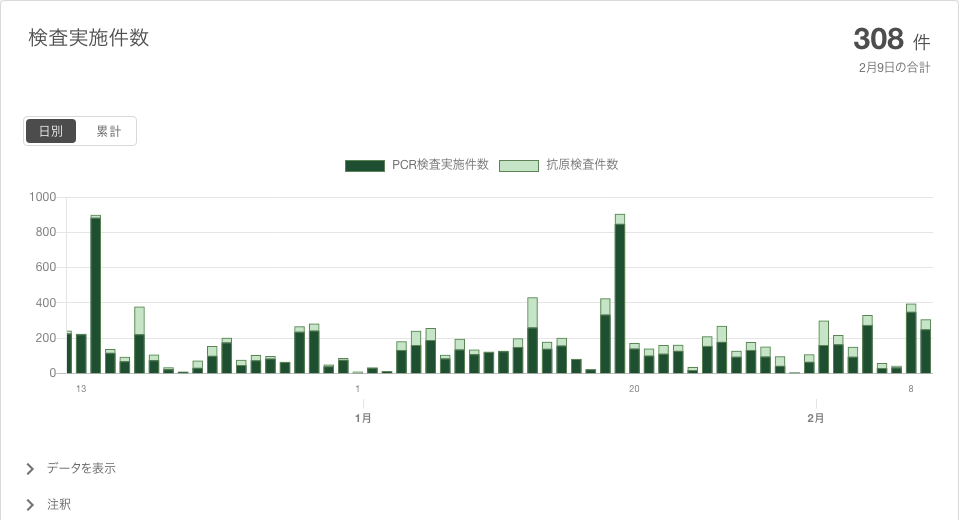 検査実施件数
308 件
2月9日の合計
日別 累計
PCR検査実施件数 抗原検査件数
1000
800
600
400
200
0
13 1 20 8
1月 2月
データを表示
注釈